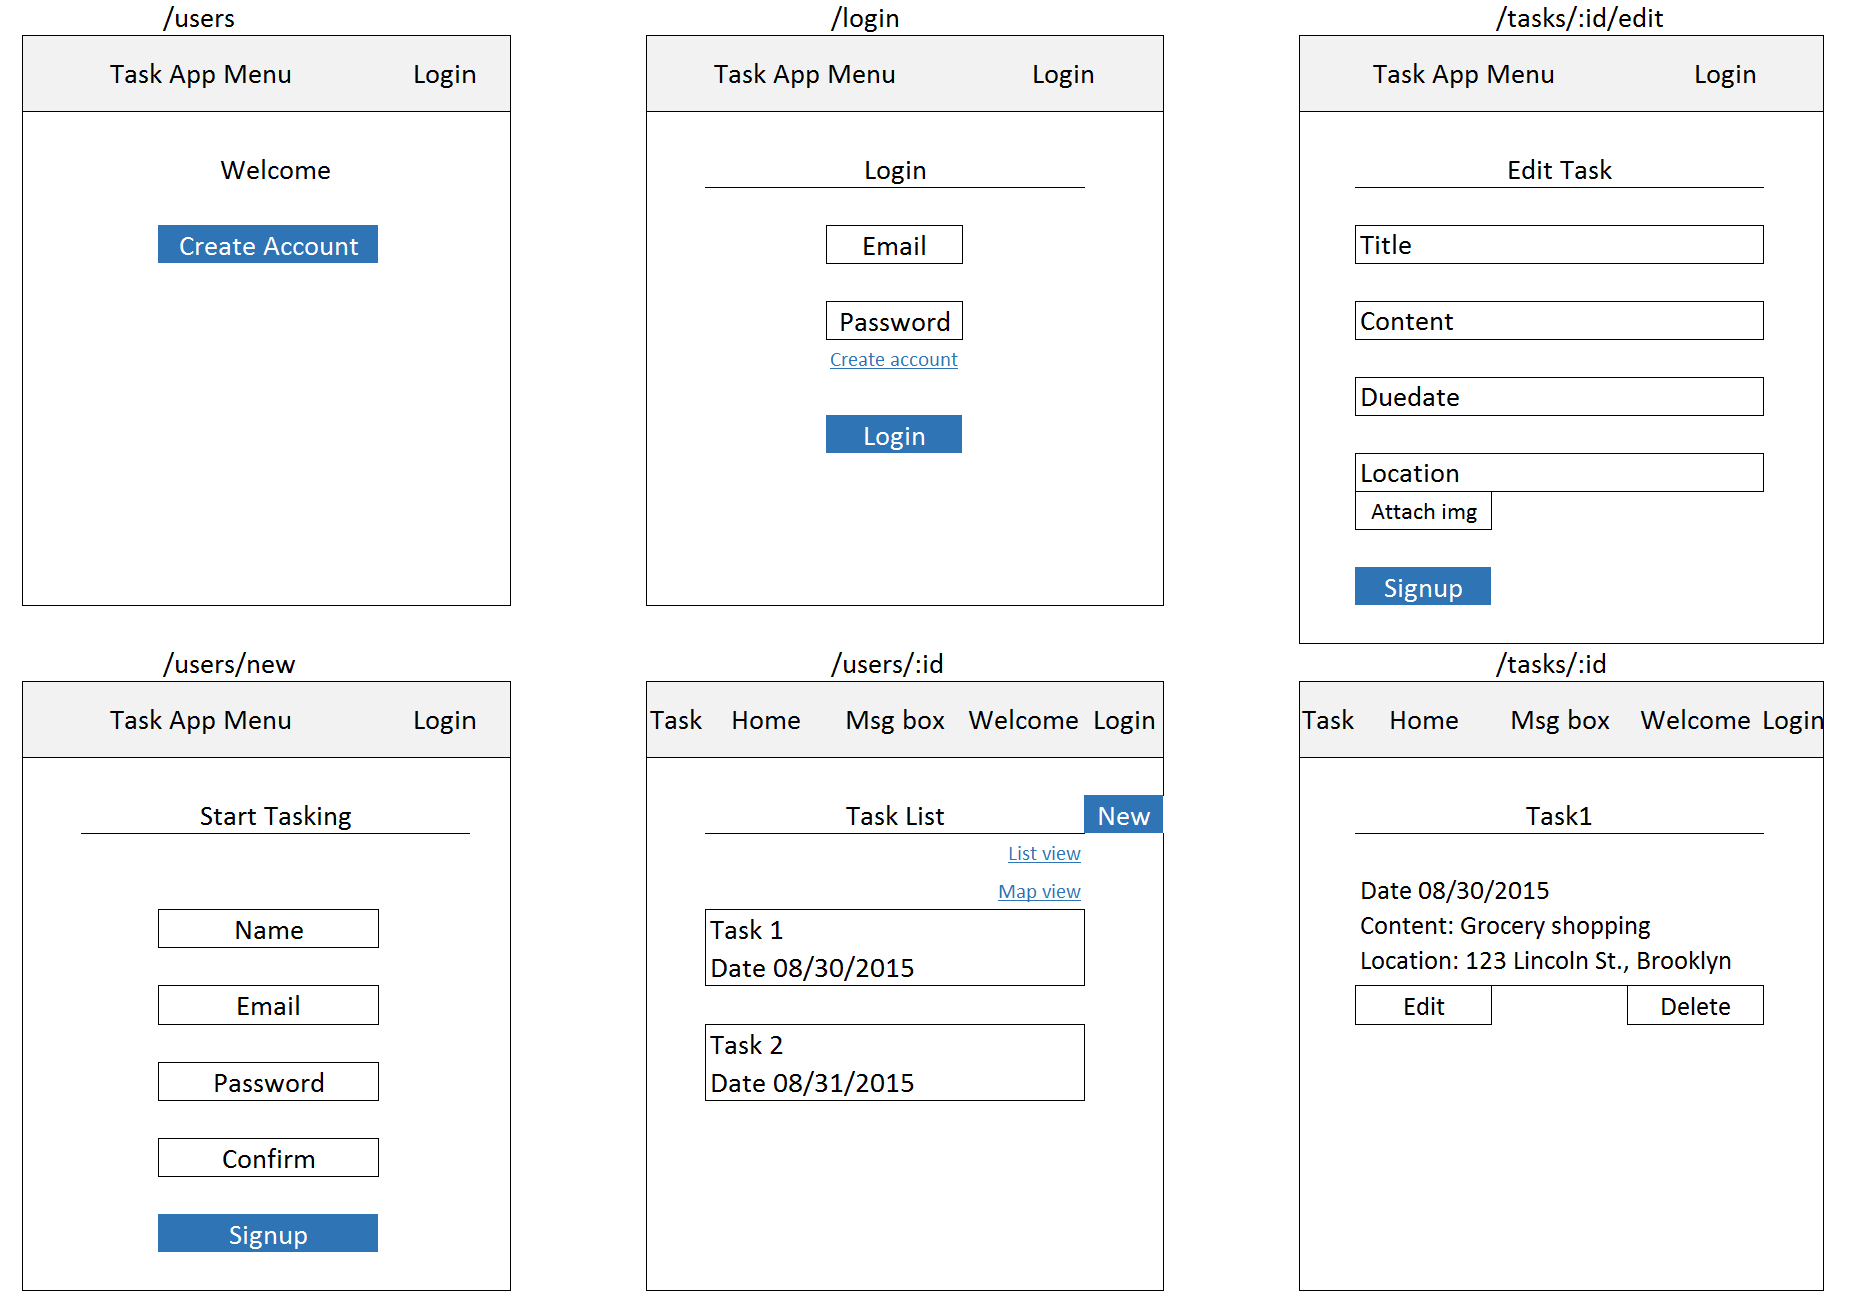 /users
Task App Menu Login
Welcome
Create Account
/login
Task App Menu Login
Login
Email
Password
Create account
Login
/tasks/:id/edit
Task App Menu Login
Edit Task
Title
Content
Duedate
Location
Attach img
Signup
/users/new
Task App Menu Login
Start Tasking
Name
Email
Password
Confirm
Signup
/users/:id
Task Home Msg box Welcome Login
Task List New
List view
Map view
Task 1
Date 08/30/2015
Task 2
Date 08/31/2015
/tasks/:id
Task Home Msg box Welcome Login
Task1
Date 08/30/2015
Content: Grocery shopping
Location: 123 Lincoln St., Brooklyn
Edit Delete